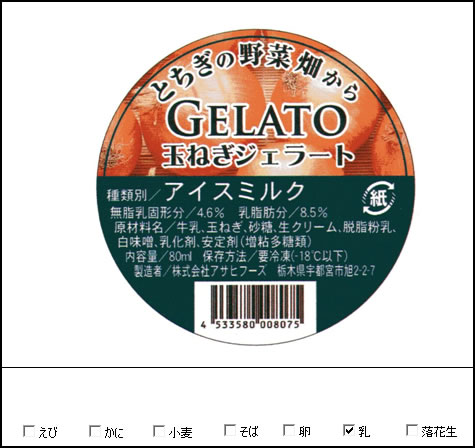 とちぎの野菜畑から
GELATO
玉ねぎジェラート
種類別／アイスミルク
紙
無脂乳固形分／4.6% 乳脂肪分／8.5%
原材料名／牛乳、玉ねぎ、砂糖、生クリーム、脱脂粉乳、
白味噌、乳化剤、安定剤(増粘多糖類)
内容量／80ml 保存方法／要冷凍(-18℃以下)
製造者／株式会社アサヒフーズ 栃木県宇都宮市旭2-2-7
4 533580 008075
えび かに 小麦 そば 卵 乳 落花生